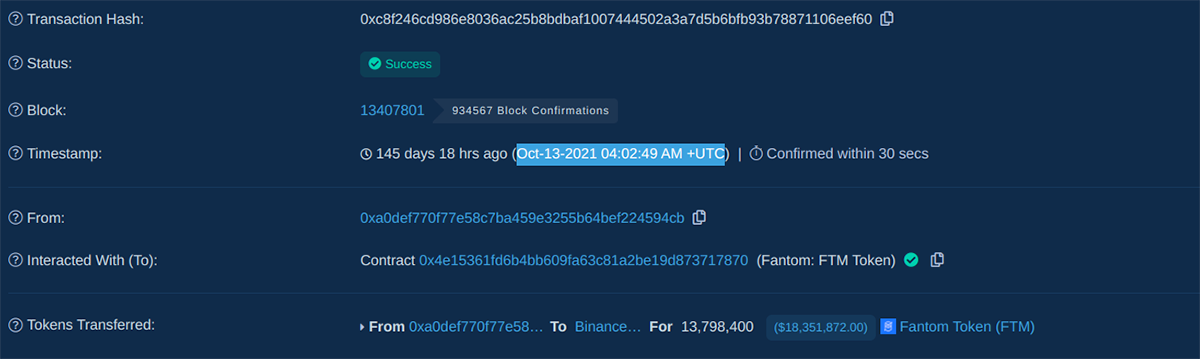 Transaction Hash: 0xc8f246cd986e8036ac25b8bdbaf1007444502a3a7d5b6bfb93b78871106eef60
Status: Success
Block: 13407801 934567 Block Confirmations
Timestamp: 145 days 18 hrs ago (Oct-13-2021 04:02:49 AM +UTC) | Confirmed within 30 secs
From: 0xa0def770f77e58c7ba459e3255b64bef224594cb
Interacted With (To): Contract 0x4e15361fd6b4bb609fa63c81a2be19d873717870 (Fantom: FTM Token)
Tokens Transferred: From 0xa0def770f77e58… To Binance… For 13,798,400 ($18,351,872.00) Fantom Token (FTM)